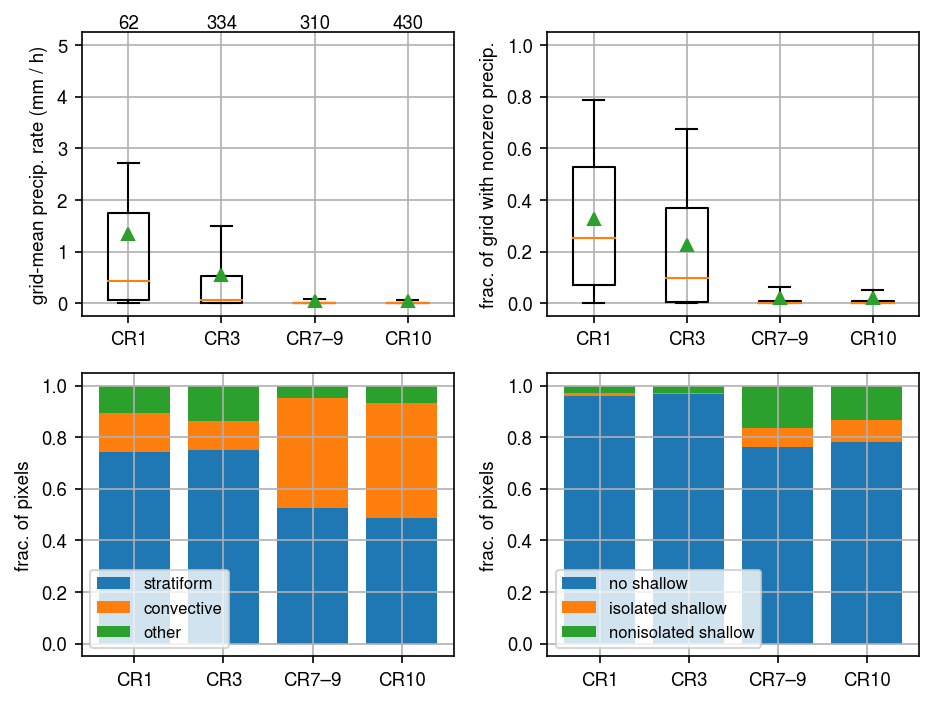 62 334 310 430
grid-mean precip. rate (mm / h)
5
4
3
2
1
0
CR1 CR3 CR7–9 CR10
frac. of grid with nonzero precip.
1.0
0.8
0.6
0.4
0.2
0.0
CR1 CR3 CR7–9 CR10
frac. of pixels
1.0
0.8
0.6
0.4
0.2
0.0
stratiform
convective
other
CR1 CR3 CR7–9 CR10
frac. of pixels
1.0
0.8
0.6
0.4
0.2
0.0
no shallow
isolated shallow
nonisolated shallow
CR1 CR3 CR7–9 CR10